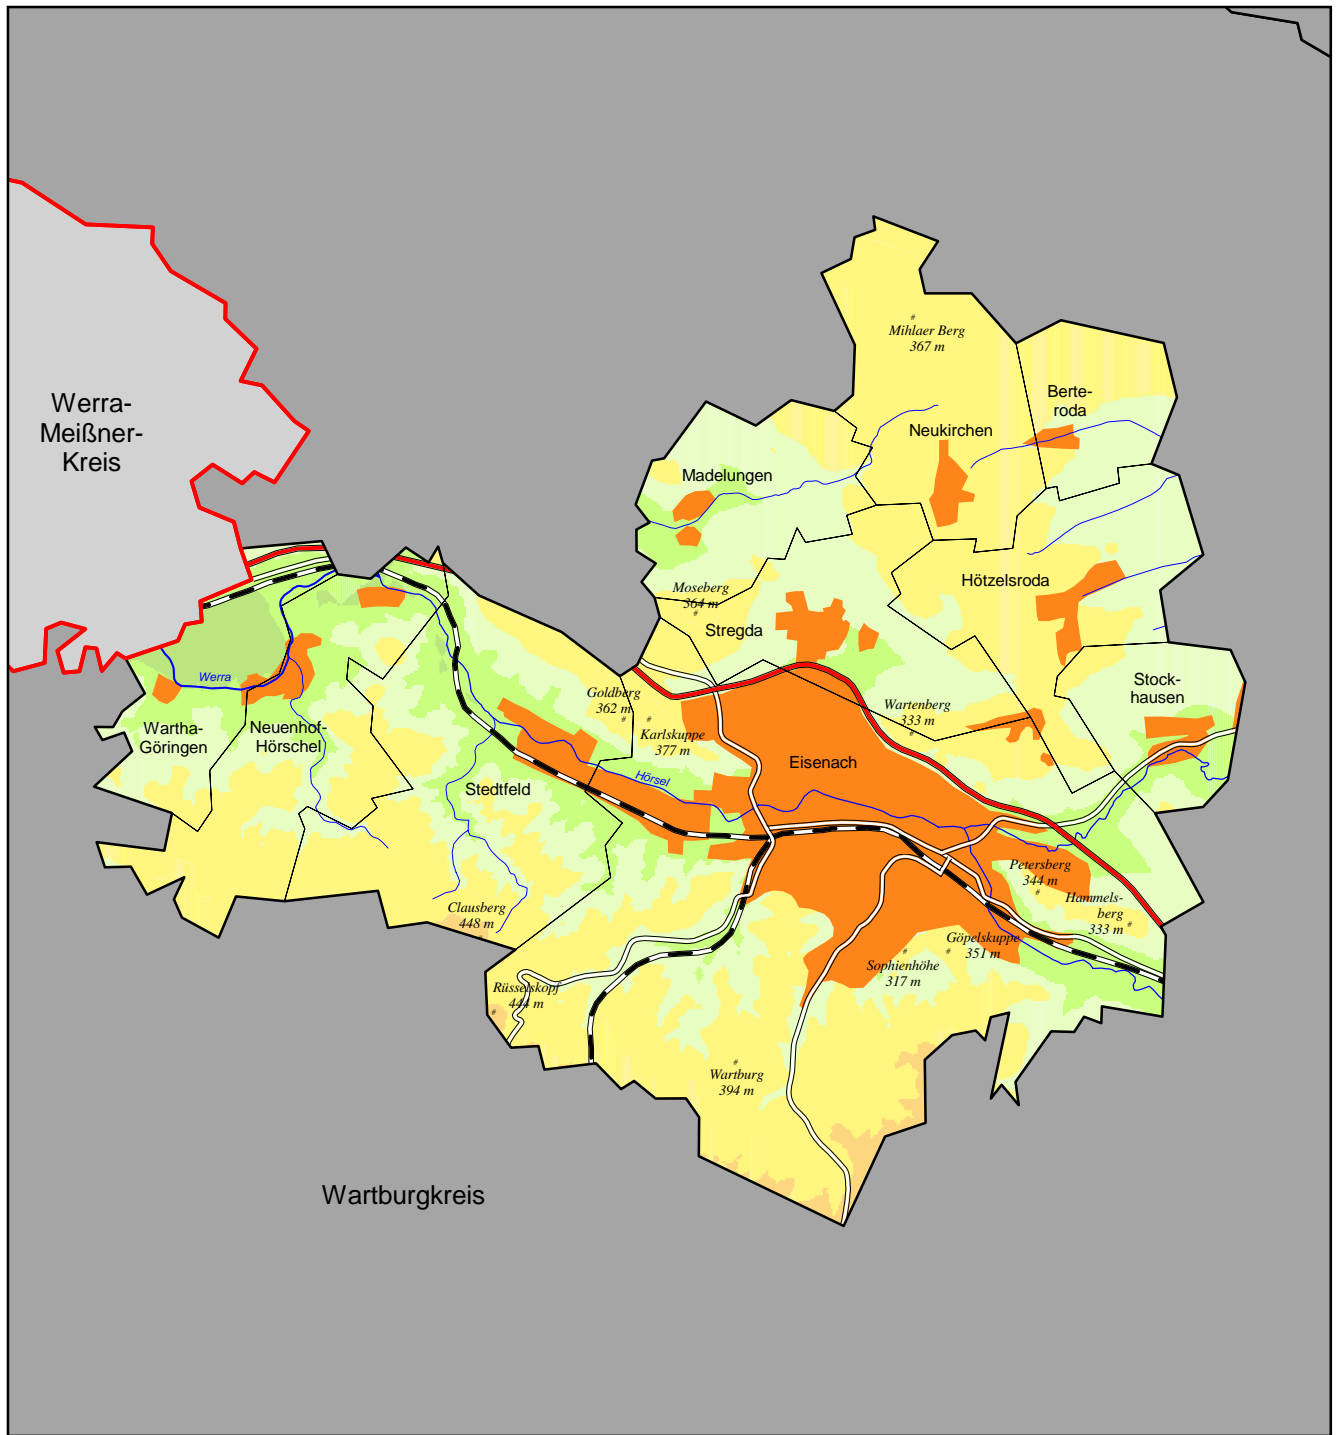 Mihlaer Berg
367 m
Werra-
Meißner-
Kreis
Berte-
roda
Neukirchen
Madelungen
Hötzelsroda
Moseberg
364 m
Stregda
Stock-
hausen
Werra
Goldberg
362 m
Wartenberg
333 m
Wartha-
Göringen
Neuenhof-
Hörschel
Karlskuppe
377 m
Eisenach
Hörsel
Stedtfeld
Petersberg
344 m
Hammels-
berg
333 m
Clausberg
448 m
Göpelskuppe
351 m
Sophienhöhe
317 m
Rüsselskopf
444 m
Wartburg
394 m
Wartburgkreis